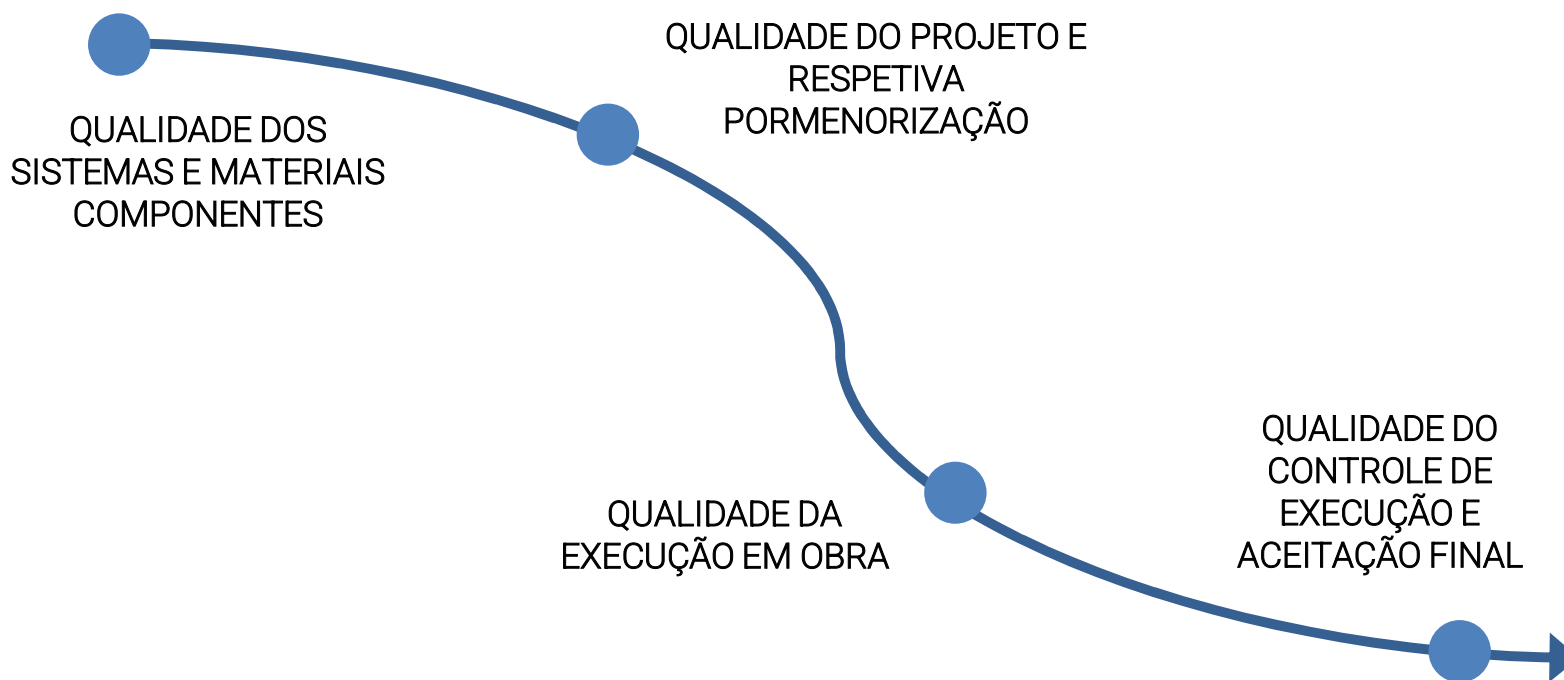 QUALIDADE DOS
SISTEMAS E MATERIAIS
COMPONENTES
QUALIDADE DO PROJETO E
RESPETIVA
PORMENORIZAÇÃO
QUALIDADE DA
EXECUÇÃO EM OBRA
QUALIDADE DO
CONTROLE DE
EXECUÇÃO E
ACEITAÇÃO FINAL